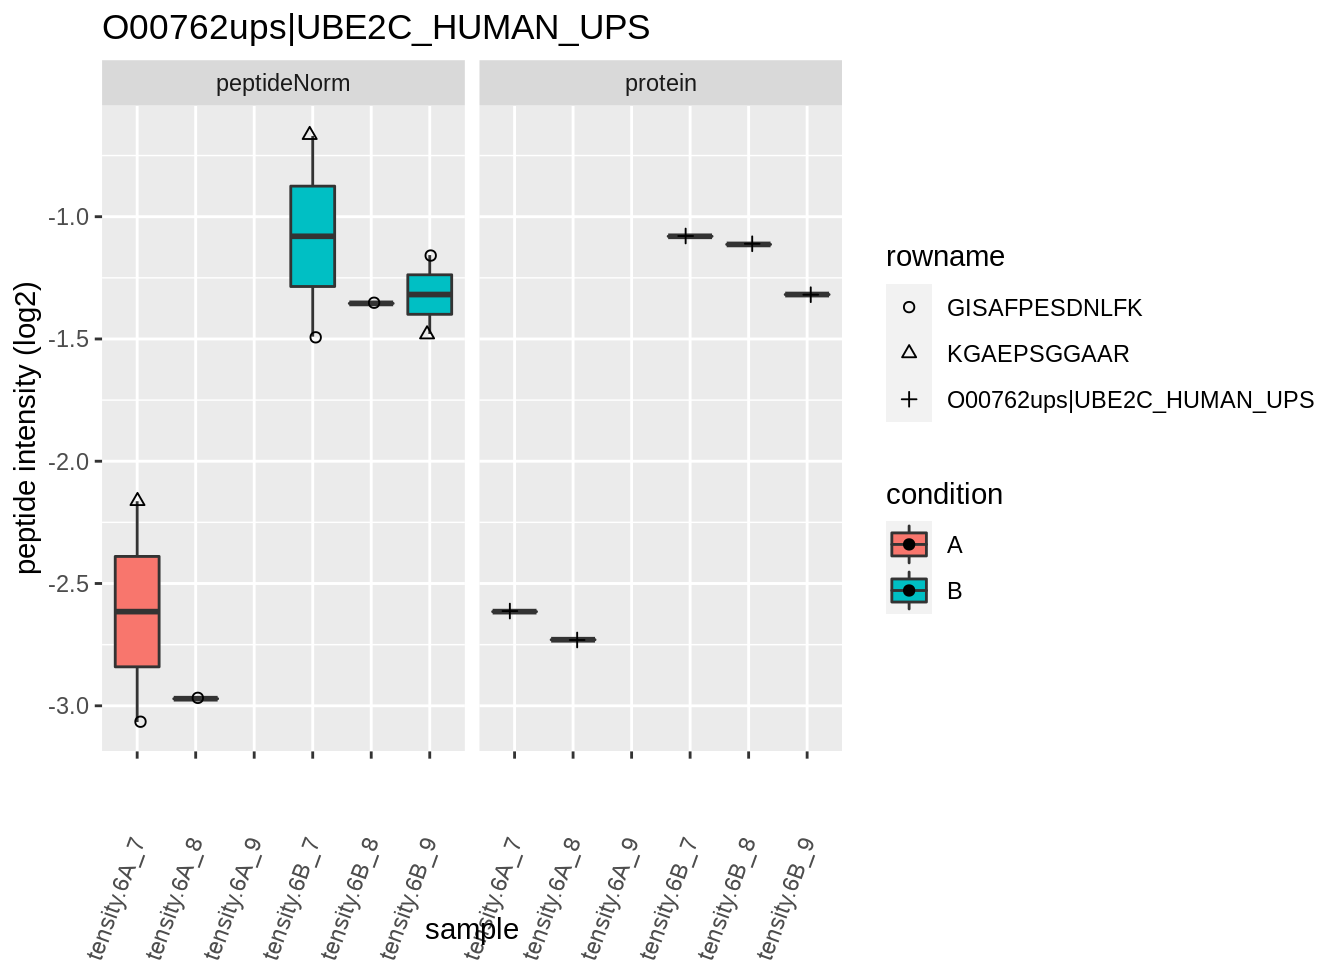 O00762ups|UBE2C_HUMAN_UPS
peptideNorm
protein
peptide intensity (log2)
-1.0
-1.5
-2.0
-2.5
-3.0
tensity.6A_7
tensity.6A_8
tensity.6A_9
tensity.6B_7
tensity.6B_8
tensity.6B_9
tensity.6A_7
tensity.6A_8
tensity.6A_9
tensity.6B_7
tensity.6B_8
tensity.6B_9
sample
rowname
GISAFPESDNLFK
KGAEPSGGAAR
O00762ups|UBE2C_HUMAN_UPS
condition
A
B